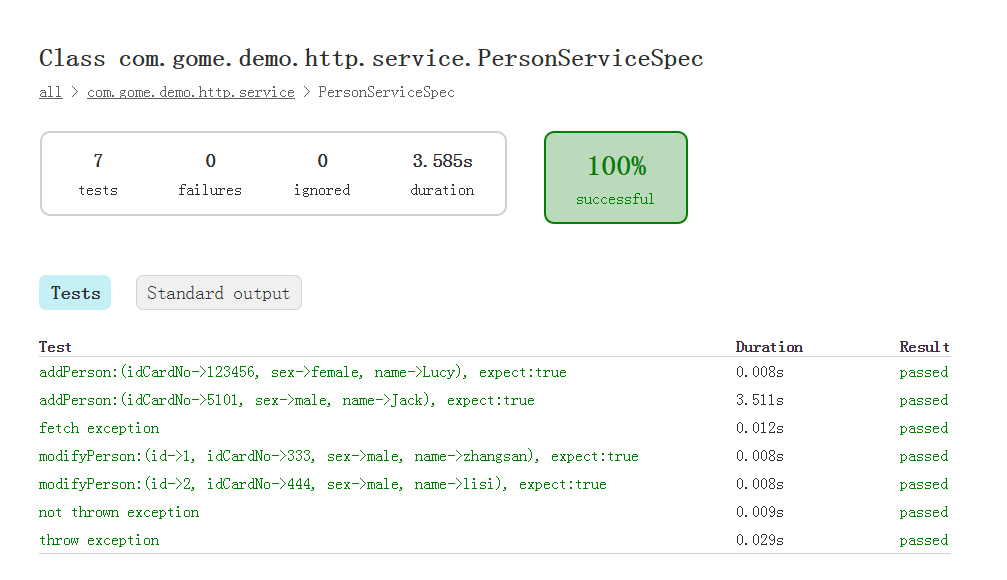 Class com.gome.demo.http.service.PersonServiceSpec
all > com.gome.demo.http.service > PersonServiceSpec
7 0 0 3.585s 100%
tests failures ignored duration successful
Tests Standard output
Test Duration Result
addPerson:(idCardNo->123456, sex->female, name->Lucy), expect:true 0.008s passed
addPerson:(idCardNo->5101, sex->male, name->Jack), expect:true 3.511s passed
fetch exception 0.012s passed
modifyPerson:(id->1, idCardNo->333, sex->male, name->zhangsan), expect:true 0.008s passed
modifyPerson:(id->2, idCardNo->444, sex->male, name->lisi), expect:true 0.008s passed
not thrown exception 0.009s passed
throw exception 0.029s passed